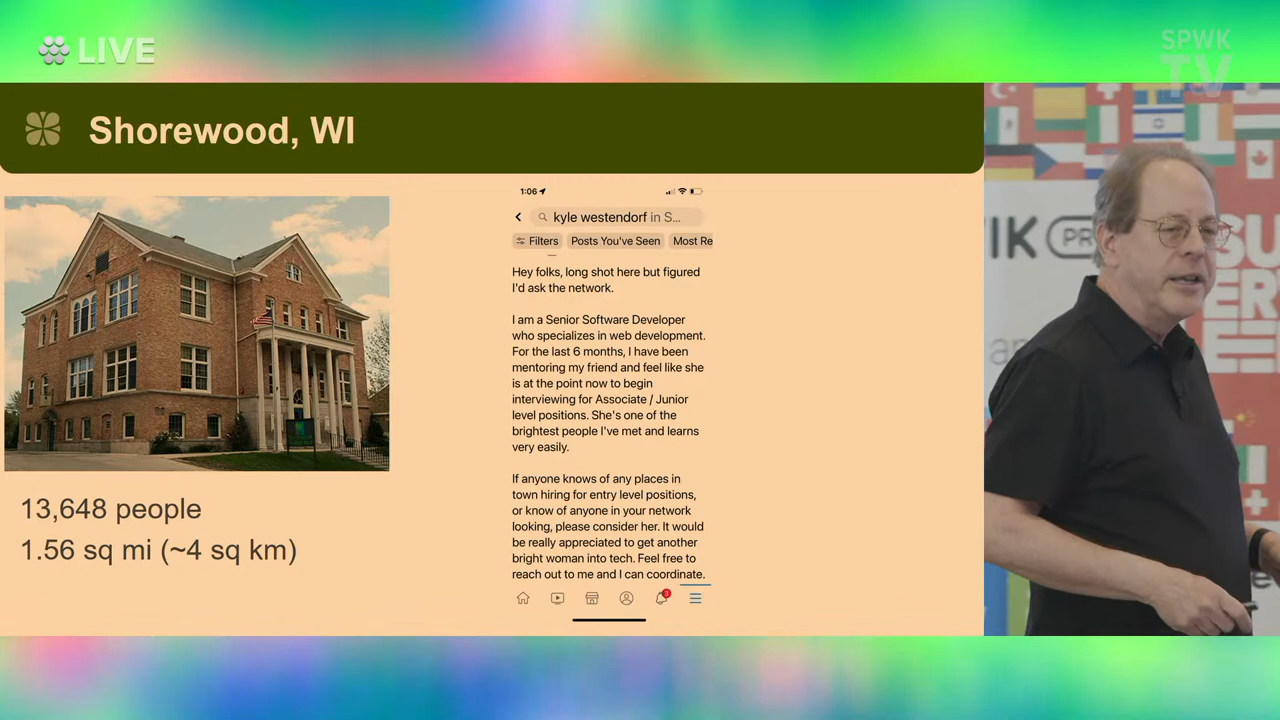 LIVE
SPWK
TV
Shorewood, WI
13,648 people
1.56 sq mi (~4 sq km)
1:06
kyle westendorf in S...
Filters
Posts You've Seen
Most Re
Hey folks, long shot here but figured
I'd ask the network.
I am a Senior Software Developer
who specializes in web development.
For the last 6 months, I have been
mentoring my friend and feel like she
is at the point now to begin
interviewing for Associate / Junior
level positions. She's one of the
brightest people I've met and learns
very easily.
If anyone knows of any places in
town hiring for entry level positions,
or know of anyone in your network
looking, please consider her. It would
be really appreciated to get another
bright woman into tech. Feel free to
reach out to me and I can coordinate.
3
IK PR
SU
ER